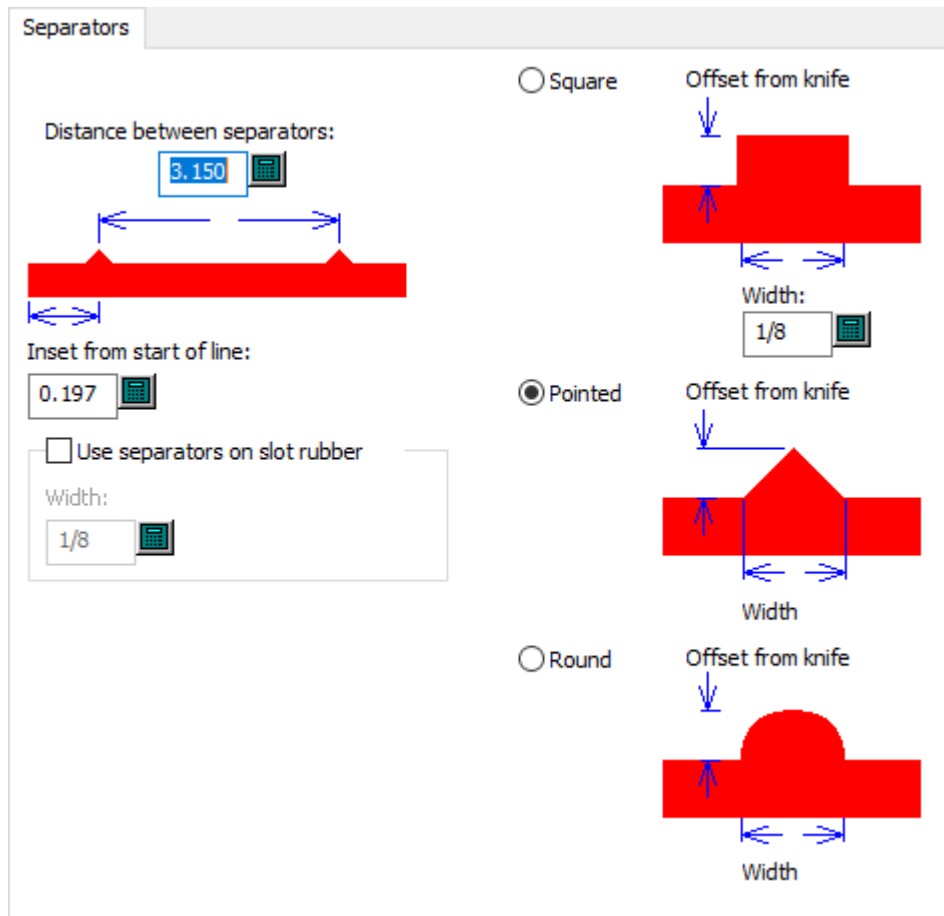 Separators
Distance between separators:
3.150
Inset from start of line:
0.197
Use separators on slot rubber
Width:
1/8
Square
Offset from knife
Width:
1/8
Pointed
Offset from knife
Width
Round
Offset from knife
Width